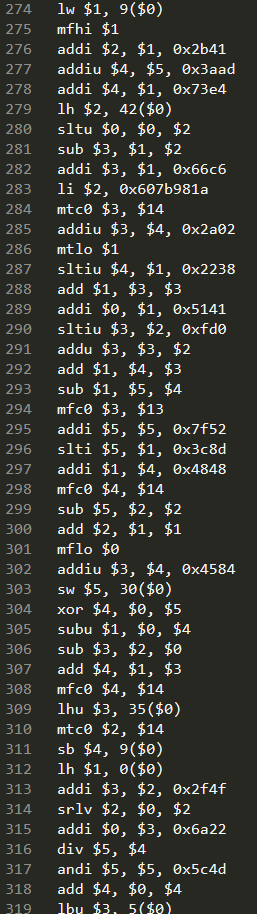 274 lw $1, 9($0)
275 mfhi $1
276 addi $2, $1, 0x2b41
277 addiu $4, $5, 0x3aad
278 addi $4, $1, 0x73e4
279 lh $2, 42($0)
280 sltu $0, $0, $2
281 sub $3, $1, $2
282 addi $3, $1, 0x66c6
283 li $2, 0x607b981a
284 mtc0 $3, $14
285 addiu $3, $4, 0x2a02
286 mtlo $1
287 sltiu $4, $1, 0x2238
288 add $1, $3, $3
289 addi $0, $1, 0x5141
290 sltiu $3, $2, 0xfd0
291 addu $3, $3, $2
292 add $1, $4, $3
293 sub $1, $5, $4
294 mfc0 $3, $13
295 addi $5, $5, 0x7f52
296 slti $5, $1, 0x3c8d
297 addi $1, $4, 0x4848
298 mfc0 $4, $14
299 sub $5, $2, $2
300 add $2, $1, $1
301 mflo $0
302 addiu $3, $4, 0x4584
303 sw $5, 30($0)
304 xor $4, $0, $5
305 subu $1, $0, $4
306 sub $3, $2, $0
307 add $4, $1, $3
308 mfc0 $4, $14
309 lhu $3, 35($0)
310 mtc0 $2, $14
311 sb $4, 9($0)
312 lh $1, 0($0)
313 addi $3, $2, 0x2f4f
314 srlv $2, $0, $2
315 addi $0, $3, 0x6a22
316 div $5, $4
317 andi $5, $5, 0x5c4d
318 add $4, $0, $4
319 lbu $3, 5($0)